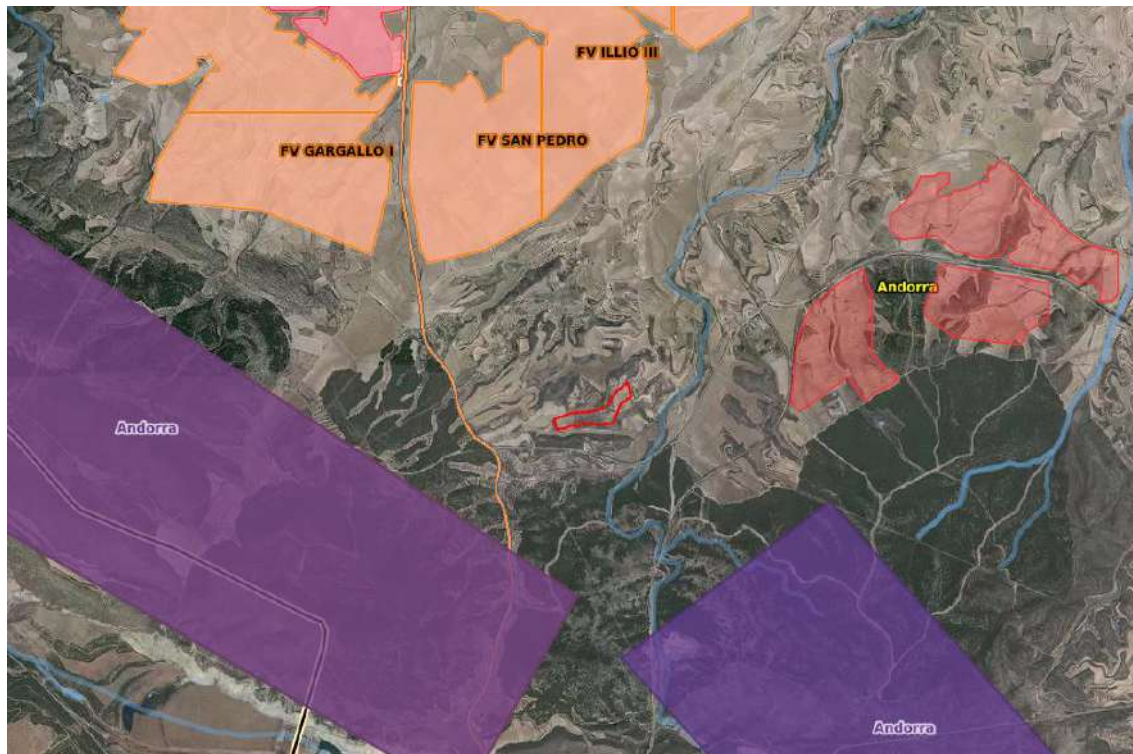 FV ILLIO III
FV SAN PEDRO
FV GARGALLO I
Andorra
Andorra
Andorra